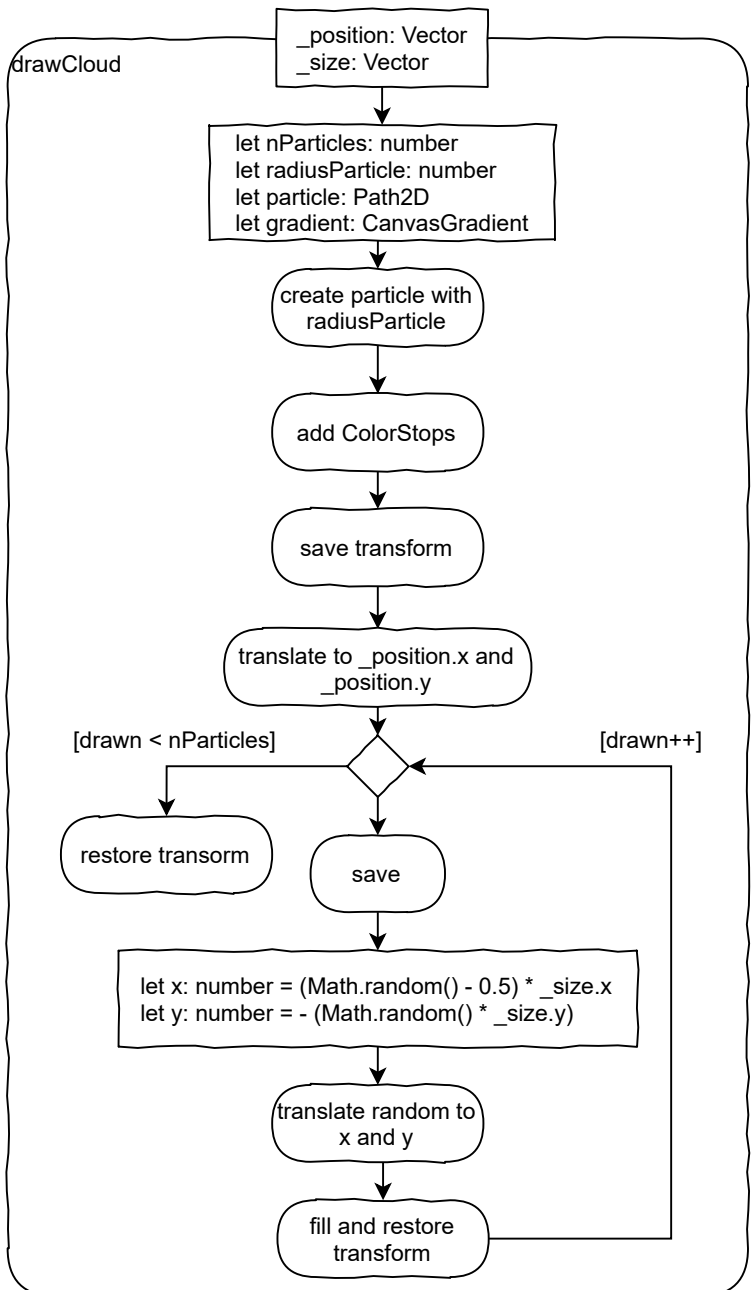 _position: Vector
_size: Vector
drawCloud
let nParticles: number
let radiusParticle: number
let particle: Path2D
let gradient: CanvasGradient
create particle with
radiusParticle
add ColorStops
save transform
translate to _position.x and
_position.y
[drawn < nParticles]
[drawn++]
restore transorm
save
let x: number = (Math.random() - 0.5) * _size.x
let y: number = - (Math.random() * _size.y)
translate random to
x and y
fill and restore
transform